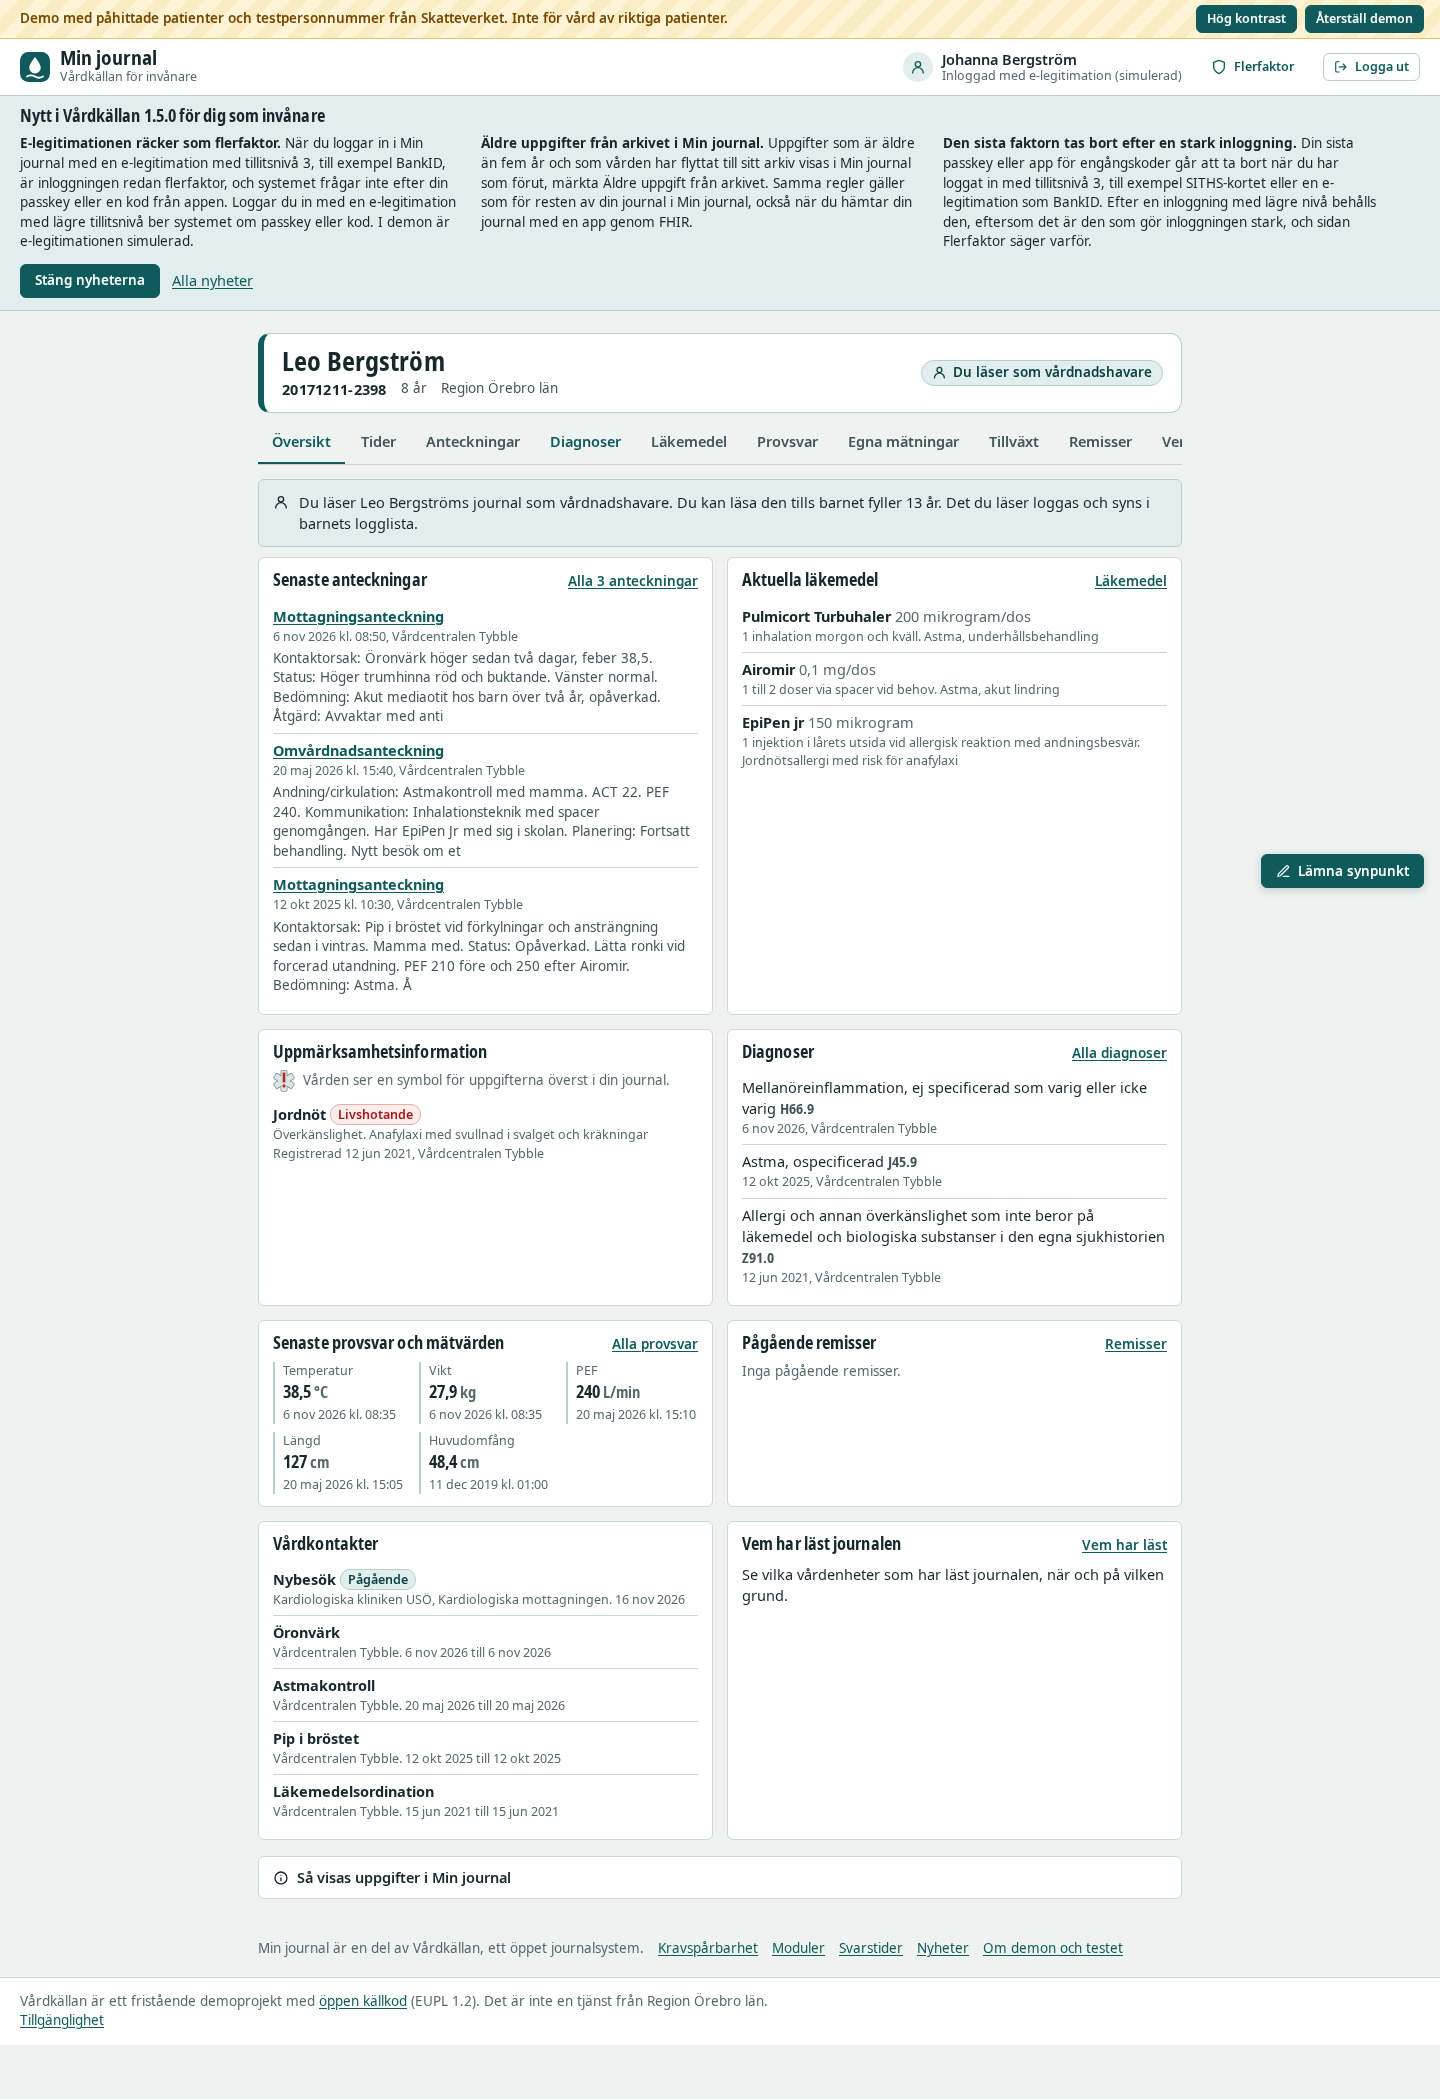 Demo med påhittade patienter och testpersonnummer från Skatteverket. Inte för vård av riktiga patienter.
Hög kontrast
Återställ demon
Min journal
Vårdkällan för invånare
Johanna Bergström
Inloggad med e-legitimation (simulerad)
Flerfaktor
Logga ut
Nytt i Vårdkällan 1.5.0 för dig som invånare
E-legitimationen räcker som flerfaktor. När du loggar in i Min
journal med en e-legitimation med tillitsnivå 3, till exempel BankID,
är inloggningen redan flerfaktor, och systemet frågar inte efter din
passkey eller en kod från appen. Loggar du in med en e-legitimation
med lägre tillitsnivå ber systemet om passkey eller kod. I demon är
e-legitimationen simulerad.
Äldre uppgifter från arkivet i Min journal. Uppgifter som är äldre
än fem år och som vården har flyttat till sitt arkiv visas i Min journal
som förut, märkta Äldre uppgift från arkivet. Samma regler gäller
som för resten av din journal i Min journal, också när du hämtar din
journal med en app genom FHIR.
Den sista faktorn tas bort efter en stark inloggning. Din sista
passkey eller app för engångskoder går att ta bort när du har
loggat in med tillitsnivå 3, till exempel SITHS-kortet eller en e-
legitimation som BankID. Efter en inloggning med lägre nivå behålls
den, eftersom det är den som gör inloggningen stark, och sidan
Flerfaktor säger varför.
Stäng nyheterna
Alla nyheter
Leo Bergström
20171211-2398 8 år Region Örebro län
Du läser som vårdnadshavare
Översikt Tider Anteckningar Diagnoser Läkemedel Provsvar Egna mätningar Tillväxt Remisser Ver
Du läser Leo Bergströms journal som vårdnadshavare. Du kan läsa den tills barnet fyller 13 år. Det du läser loggas och syns i
barnets logglista.
Senaste anteckningar
Alla 3 anteckningar
Mottagningsanteckning
6 nov 2026 kl. 08:50, Vårdcentralen Tybble
Kontaktorsak: Öronvärk höger sedan två dagar, feber 38,5.
Status: Höger trumhinna röd och buktande. Vänster normal.
Bedömning: Akut mediaotit hos barn över två år, opåverkad.
Åtgärd: Avvaktar med anti
Omvårdnadsanteckning
20 maj 2026 kl. 15:40, Vårdcentralen Tybble
Andning/cirkulation: Astmakontroll med mamma. ACT 22. PEF
240. Kommunikation: Inhalationsteknik med spacer
genomgången. Har EpiPen Jr med sig i skolan. Planering: Fortsatt
behandling. Nytt besök om et
Mottagningsanteckning
12 okt 2025 kl. 10:30, Vårdcentralen Tybble
Kontaktorsak: Pip i bröstet vid förkylningar och ansträngning
sedan i vintras. Mamma med. Status: Opåverkad. Lätta ronki vid
forcerad utandning. PEF 210 före och 250 efter Airomir.
Bedömning: Astma. Å
Aktuella läkemedel
Läkemedel
Pulmicort Turbuhaler 200 mikrogram/dos
1 inhalation morgon och kväll. Astma, underhållsbehandling
Airomir 0,1 mg/dos
1 till 2 doser via spacer vid behov. Astma, akut lindring
EpiPen jr 150 mikrogram
1 injektion i lårets utsida vid allergisk reaktion med andningsbesvär.
Jordnötsallergi med risk för anafylaxi
Lämna synpunkt
Uppmärksamhetsinformation
Vården ser en symbol för uppgifterna överst i din journal.
Jordnöt Livshotande
Överkänslighet. Anafylaxi med svullnad i svalget och kräkningar
Registrerad 12 jun 2021, Vårdcentralen Tybble
Diagnoser
Alla diagnoser
Mellanöreinflammation, ej specificerad som varig eller icke
varig H66.9
6 nov 2026, Vårdcentralen Tybble
Astma, ospecificerad J45.9
12 okt 2025, Vårdcentralen Tybble
Allergi och annan överkänslighet som inte beror på
läkemedel och biologiska substanser i den egna sjukhistorien
Z91.0
12 jun 2021, Vårdcentralen Tybble
Senaste provsvar och mätvärden
Alla provsvar
Temperatur
38,5 °C
6 nov 2026 kl. 08:35
Vikt
27,9 kg
6 nov 2026 kl. 08:35
PEF
240 L/min
20 maj 2026 kl. 15:10
Längd
127 cm
20 maj 2026 kl. 15:05
Huvudomfång
48,4 cm
11 dec 2019 kl. 01:00
Pågående remisser
Remisser
Inga pågående remisser.
Vårdkontakter
Nybesök Pågående
Kardiologiska kliniken USÖ, Kardiologiska mottagningen. 16 nov 2026
Öronvärk
Vårdcentralen Tybble. 6 nov 2026 till 6 nov 2026
Astmakontroll
Vårdcentralen Tybble. 20 maj 2026 till 20 maj 2026
Pip i bröstet
Vårdcentralen Tybble. 12 okt 2025 till 12 okt 2025
Läkemedelsordination
Vårdcentralen Tybble. 15 jun 2021 till 15 jun 2021
Vem har läst journalen
Vem har läst
Se vilka vårdenheter som har läst journalen, när och på vilken
grund.
Så visas uppgifter i Min journal
Min journal är en del av Vårdkällan, ett öppet journalsystem. Kravspårbarhet Moduler Svarstider Nyheter Om demon och testet
Vårdkällan är ett fristående demoprojekt med öppen källkod (EUPL 1.2). Det är inte en tjänst från Region Örebro län.
Tillgänglighet